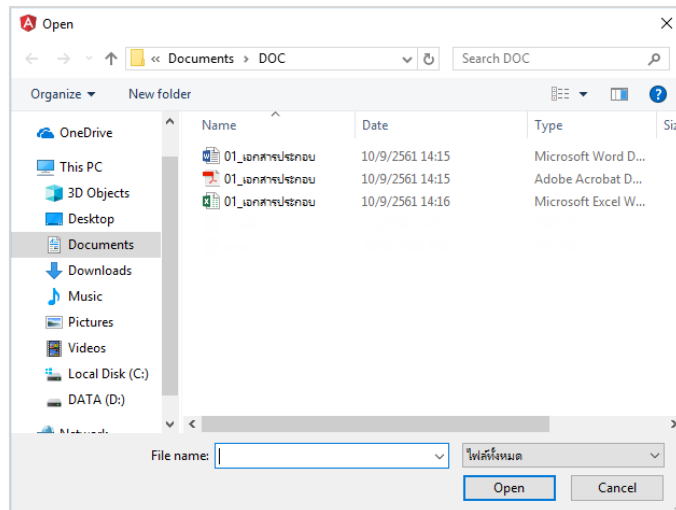 Open
« Documents › DOC
Search DOC
Organize
New folder
Name
Date
Type
Siz
01_เอกสารประกอบ
10/9/2561 14:15
Microsoft Word D...
01_เอกสารประกอบ
10/9/2561 14:15
Adobe Acrobat D...
01_เอกสารประกอบ
10/9/2561 14:16
Microsoft Excel W...
OneDrive
This PC
3D Objects
Desktop
Documents
Downloads
Music
Pictures
Videos
Local Disk (C:)
DATA (D:)
Network
File name:
ไฟล์ทั้งหมด
Open
Cancel